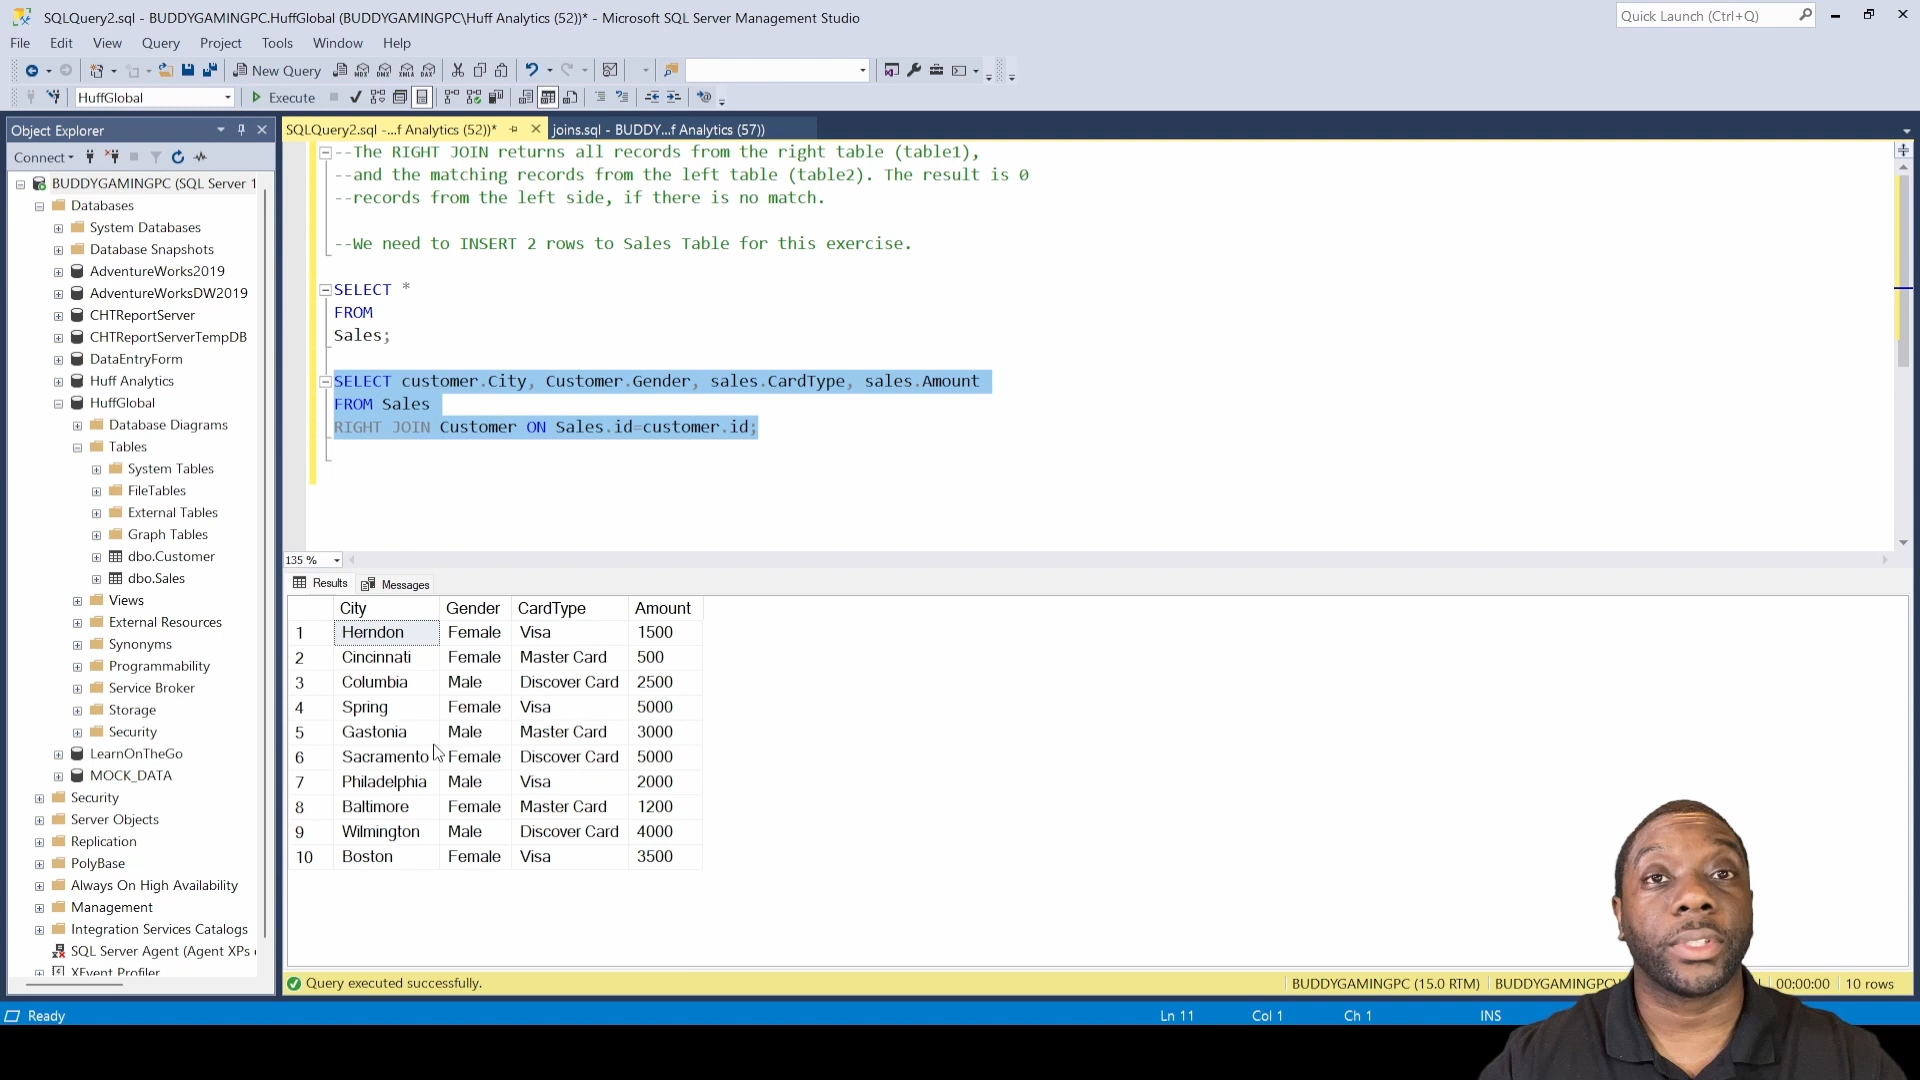 SQLQuery2.sql - BUDDYGAMINGPC.HuffGlobal (BUDDYGAMINGPC\Huff Analytics (52))* - Microsoft SQL Server Management Studio
Quick Launch (Ctrl+Q)
File Edit View Query Project Tools Window Help
New Query
HuffGlobal
Execute
Object Explorer
SQLQuery2.sql -...f Analytics (52))*
joins.sql - BUDDY...f Analytics (57))
Connect
BUDDYGAMINGPC (SQL Server 1
Databases
System Databases
Database Snapshots
AdventureWorks2019
AdventureWorksDW2019
CHTReportServer
CHTReportServerTempDB
DataEntryForm
Huff Analytics
HuffGlobal
Database Diagrams
Tables
System Tables
FileTables
External Tables
Graph Tables
dbo.Customer
dbo.Sales
Views
External Resources
Synonyms
Programmability
Service Broker
Storage
Security
LearnOnTheGo
MOCK_DATA
Security
Server Objects
Replication
PolyBase
Always On High Availability
Management
Integration Services Catalogs
SQL Server Agent (Agent XPs
XEvent Profiler
--The RIGHT JOIN returns all records from the right table (table1),
--and the matching records from the left table (table2). The result is 0
--records from the left side, if there is no match.
--We need to INSERT 2 rows to Sales Table for this exercise.
SELECT *
FROM
Sales;
SELECT customer.City, Customer.Gender, sales.CardType, sales.Amount
FROM Sales
RIGHT JOIN Customer ON Sales.id=customer.id;
135 %
Results Messages
City Gender CardType Amount
1 Herndon Female Visa 1500
2 Cincinnati Female Master Card 500
3 Columbia Male Discover Card 2500
4 Spring Female Visa 5000
5 Gastonia Male Master Card 3000
6 Sacramento Female Discover Card 5000
7 Philadelphia Male Visa 2000
8 Baltimore Female Master Card 1200
9 Wilmington Male Discover Card 4000
10 Boston Female Visa 3500
Query executed successfully.
BUDDYGAMINGPC (15.0 RTM) BUDDYGAMINGPC\ 00:00:00 10 rows
Ready
Ln 11 Col 1 Ch 1 INS